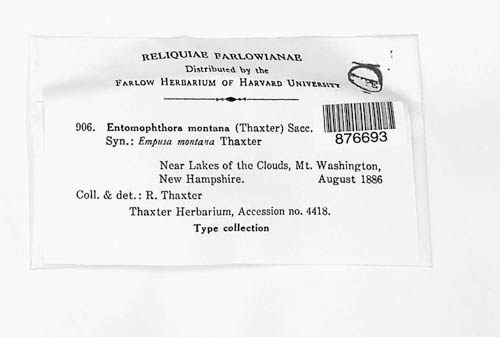 RELIQUIAE FARLOWIANAE
Distributed by the
FARLOW HERBARIUM OF HARVARD UNIVERSITY
906. Entomophthora montana (Thaxter) Sacc.
Syn.: Empusa montana Thaxter
876693
Near Lakes of the Clouds, Mt. Washington,
New Hampshire. August 1886
Coll. & det.: R. Thaxter
Thaxter Herbarium, Accession no. 4418.
Type collection